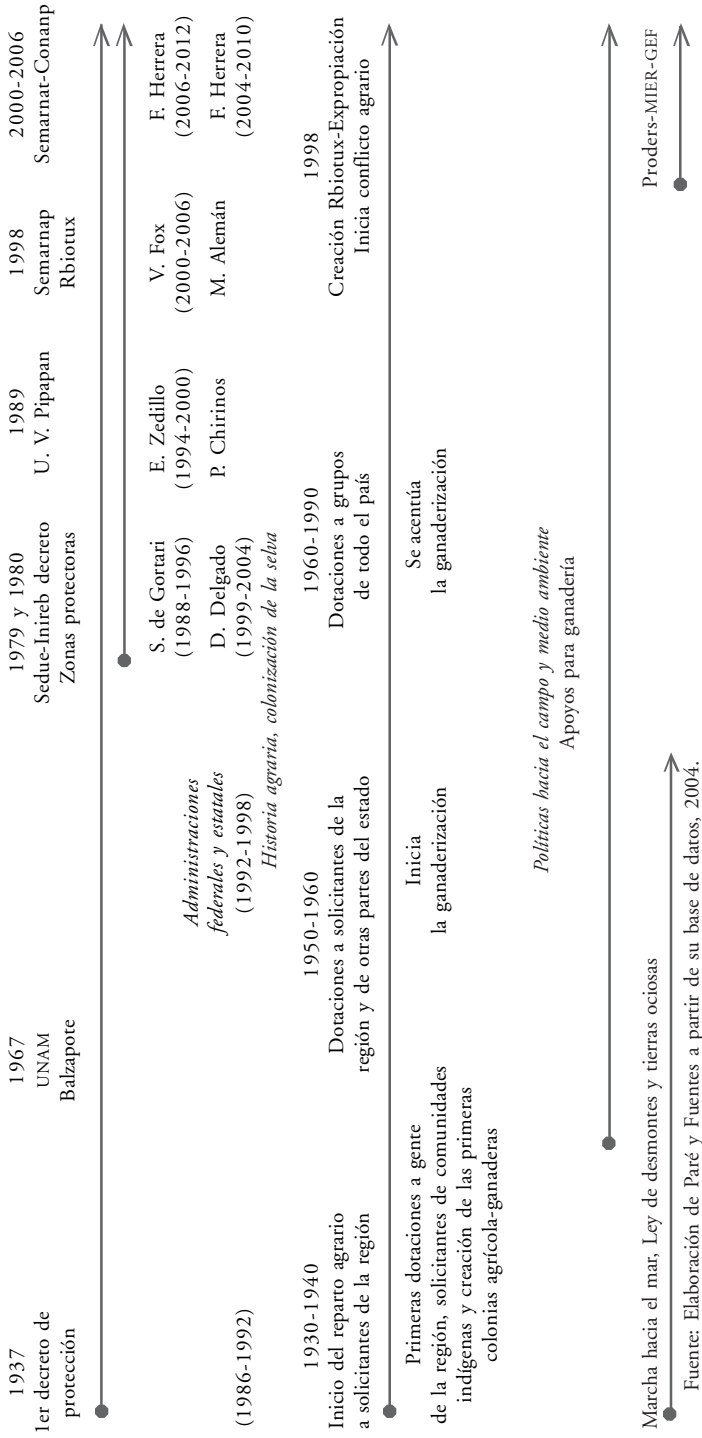 1937
1er decreto de
protección
1967
UNAM
Balzapote
1979 y 1980
Sedue-Inireb decreto
Zonas protectoras
1989
U. V. Pipapan
1998
Semarnap
Rbiotux
2000-2006
Semarnat-Conanp
Administraciones
federales y estatales
(1986-1992)
(1992-1998)
S. de Gortari
(1988-1996)
D. Delgado
(1999-2004)
E. Zedillo
(1994-2000)
P. Chirinos
V. Fox
(2000-2006)
M. Alemán
F. Herrera
(2006-2012)
F. Herrera
(2004-2010)
Historia agraria, colonización de la selva
1930-1940
Inicio del reparto agrario
a solicitantes de la región
1950-1960
Dotaciones a solicitantes de la
región y de otras partes del estado
1960-1990
Dotaciones a grupos
de todo el país
1998
Creación Rbiotux-Expropiación
Inicia conflicto agrario
Primeras dotaciones a gente
de la región, solicitantes de comunidades
indígenas y creación de las primeras
colonias agrícola-ganaderas
Inicia
la ganaderización
Se acentúa
la ganaderización
Políticas hacia el campo y medio ambiente
Apoyos para ganadería
Marcha hacia el mar, Ley de desmontes y tierras ociosas
Proders-MIER-GEF
Fuente: Elaboración de Paré y Fuentes a partir de su base de datos, 2004.